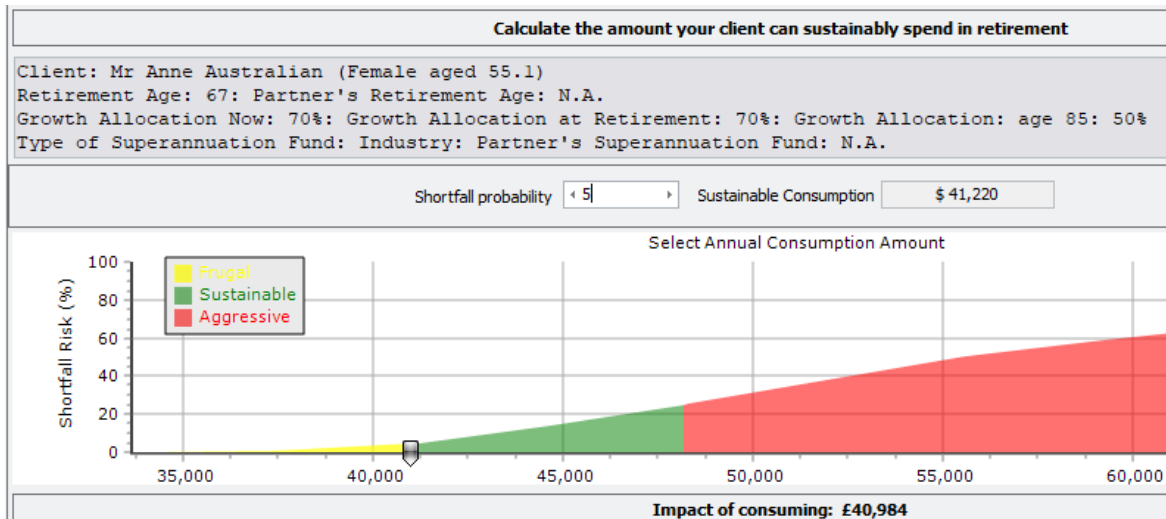 Calculate the amount your client can sustainably spend in retirement
Client: Mr Anne Australian (Female aged 55.1)
Retirement Age: 67: Partner's Retirement Age: N.A.
Growth Allocation Now: 70%: Growth Allocation at Retirement: 70%: Growth Allocation: age 85: 50%
Type of Superannuation Fund: Industry: Partner's Superannuation Fund: N.A.
Shortfall probability 5 Sustainable Consumption $ 41,220
Select Annual Consumption Amount
Shortfall Risk (%)
100
80
60
40
20
0
Frugal
Sustainable
Aggressive
35,000 40,000 45,000 50,000 55,000 60,000
Impact of consuming: £40,984